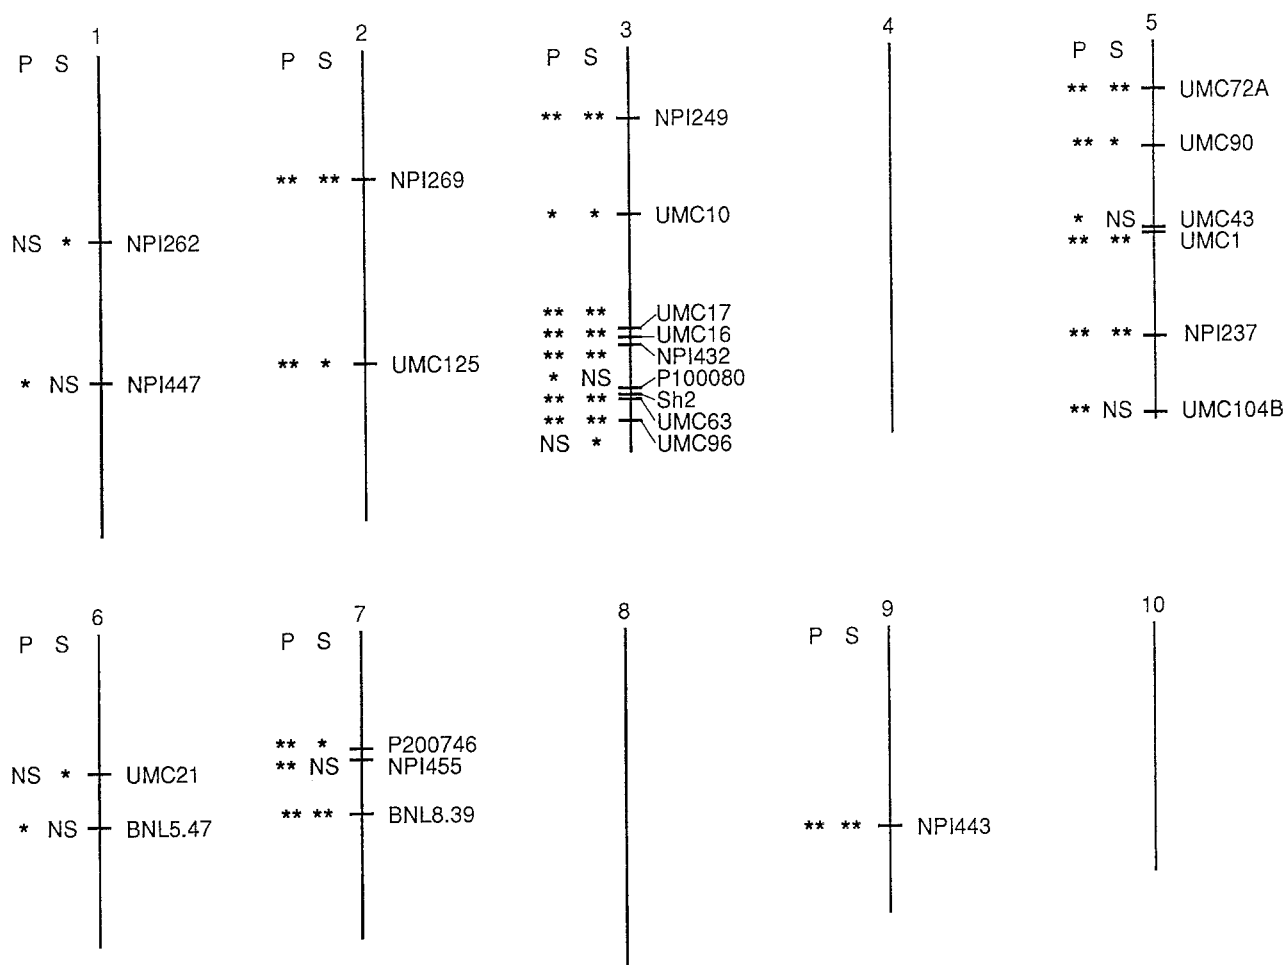 1
P S
NS * NPI262
* NS NPI447
2
P S
** ** NPI269
** * UMC125
3
P S
** ** NPI249
* * UMC10
** ** UMC17
** ** UMC16
** ** NPI432
* NS P100080
** ** Sh2
** ** UMC63
NS * UMC96
4
5
P S
** ** UMC72A
** * UMC90
* NS UMC43
** ** UMC1
** ** NPI237
** NS UMC104B
6
P S
NS * UMC21
* NS BNL5.47
7
P S
** * P200746
** NS NPI455
** ** BNL8.39
8
9
P S
** ** NPI443
10